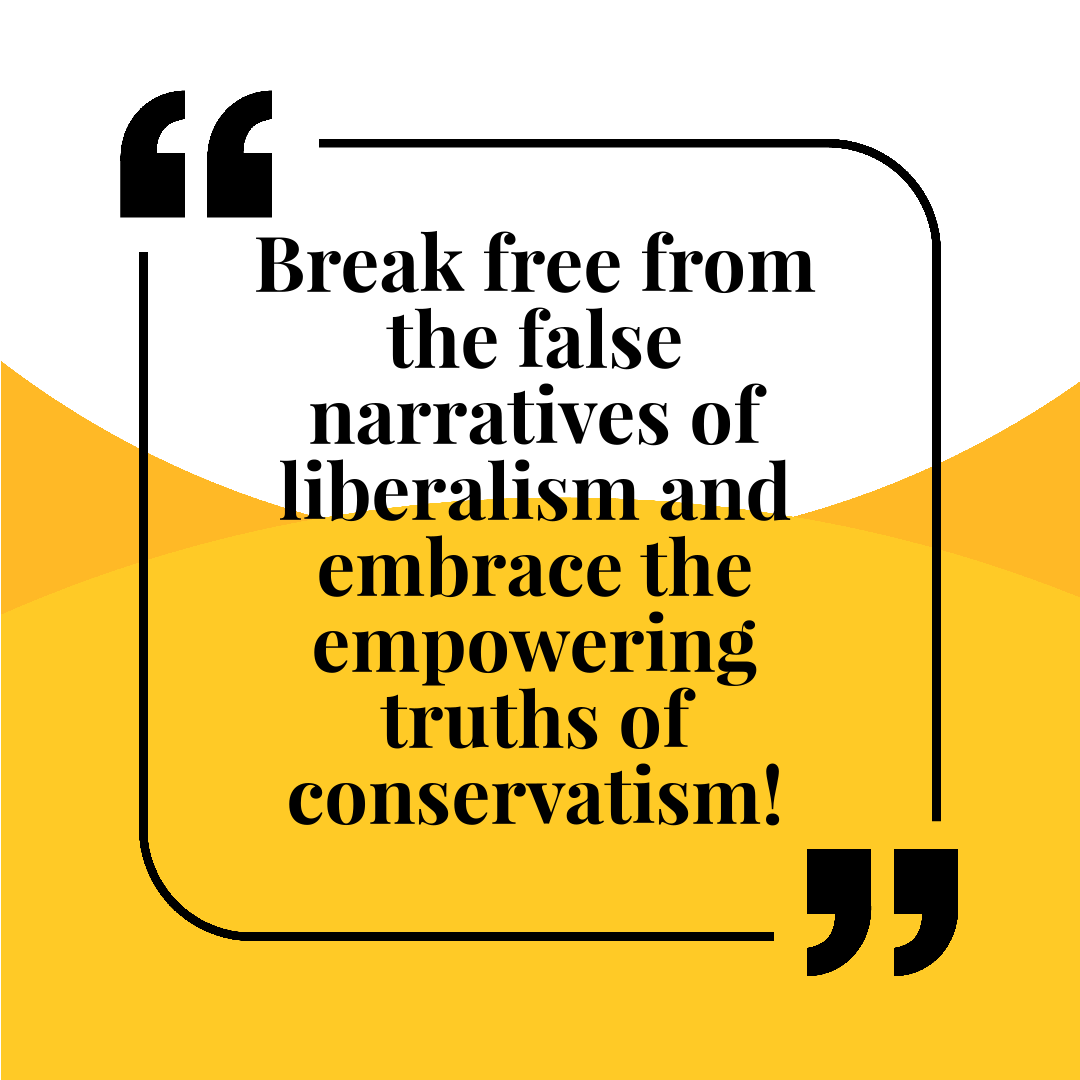 Break free from
the false
narratives of
liberalism and
embrace the
empowering
truths of
conservatism!